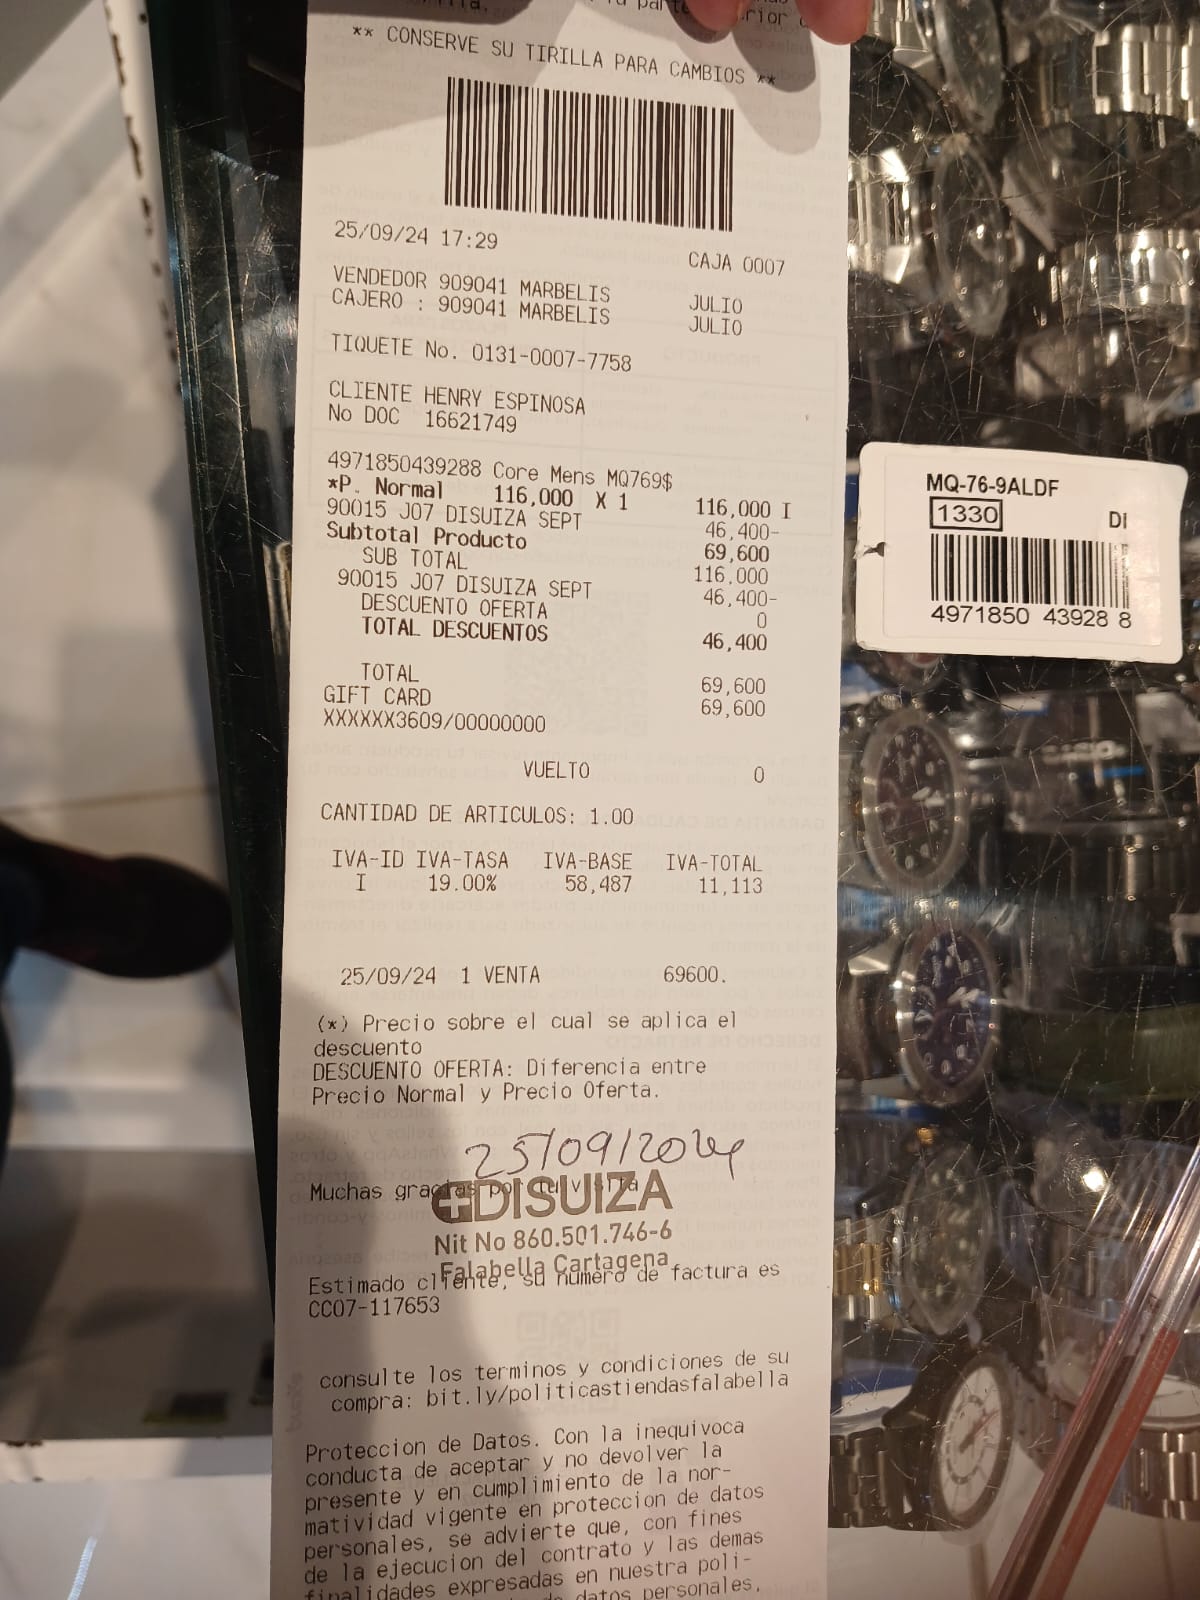 ** CONSERVE SU TIRILLA PARA CAMBIOS **
25/09/24 17:29 CAJA 0007
VENDEDOR 909041 MARBELIS JULIO
CAJERO : 909041 MARBELIS JULIO
TIQUETE No. 0131-0007-7758
CLIENTE HENRY ESPINOSA
No DOC 16621749
4971850439288 Core Mens MQ769$
*P. Normal 116,000 X 1 116,000 I
90015 J07 DISUIZA SEPT 46,400-
Subtotal Producto 69,600
SUB TOTAL 116,000
90015 J07 DISUIZA SEPT 46,400-
DESCUENTO OFERTA 0
TOTAL DESCUENTOS 46,400
TOTAL 69,600
GIFT CARD 69,600
XXXXXX3609/00000000
VUELTO 0
CANTIDAD DE ARTICULOS: 1.00
IVA-ID IVA-TASA IVA-BASE IVA-TOTAL
I 19.00% 58,487 11,113
25/09/24 1 VENTA 69600.
(*) Precio sobre el cual se aplica el
descuento
DESCUENTO OFERTA: Diferencia entre
Precio Normal y Precio Oferta.
25/09/2024
Muchas gracias por tu visita
DISUIZA
Nit No 860.501.746-6
Falabella Cartagena
Estimado cliente, su numero de factura es
CC07-117653
consulte los terminos y condiciones de su
compra: bit.ly/politicastiendasfalabella
Proteccion de Datos. Con la inequivoca
conducta de aceptar y no devolver la
presente y en cumplimiento de la nor-
matividad vigente en proteccion de datos
personales, se advierte que, con fines
de la ejecucion del contrato y las demas
finalidades expresadas en nuestra poli-
datos personales,
MQ-76-9ALDF
1330 DI
4971850 43928 8